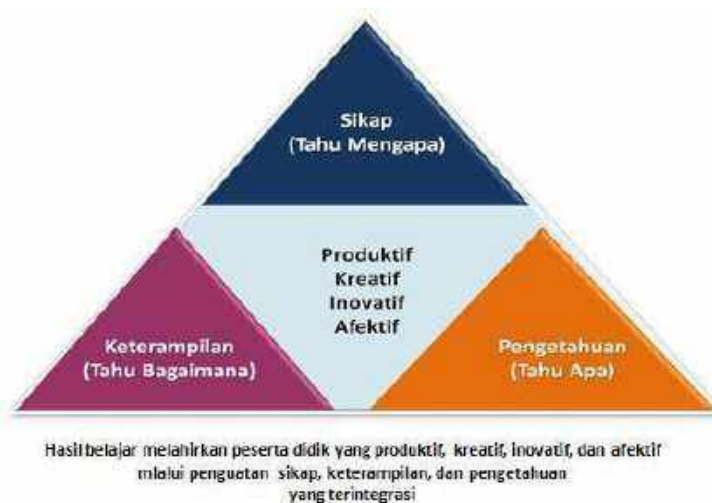 Sikap
(Tahu Mengapa)
Produktif
Kreatif
Inovatif
Afektif
Keterampilan
(Tahu Bagaimana)
Pengetahuan
(Tahu Apa)
Hasil belajar melahirkan peserta didik yang produktif, kreatif, inovatif, dan afektif
mlalui penguatan sikap, keterampilan, dan pengetahuan
yang terintegrasi